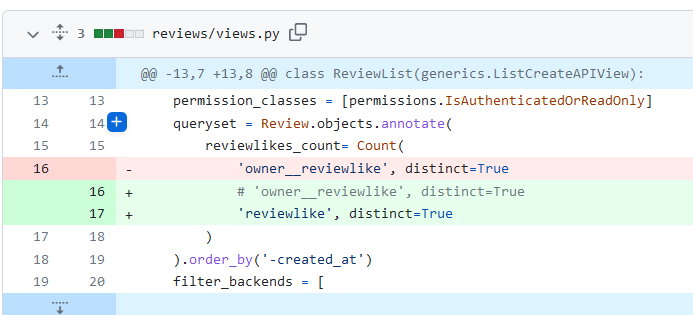 3 reviews/views.py
@@ -13,7 +13,8 @@ class ReviewList(generics.ListCreateAPIView):
13 13 permission_classes = [permissions.IsAuthenticatedOrReadOnly]
14 14 queryset = Review.objects.annotate(
15 15 reviewlikes_count= Count(
16 - 'owner__reviewlike', distinct=True
16 + # 'owner__reviewlike', distinct=True
17 + 'reviewlike', distinct=True
17 18 )
18 19 ).order_by('-created_at')
19 20 filter_backends = [